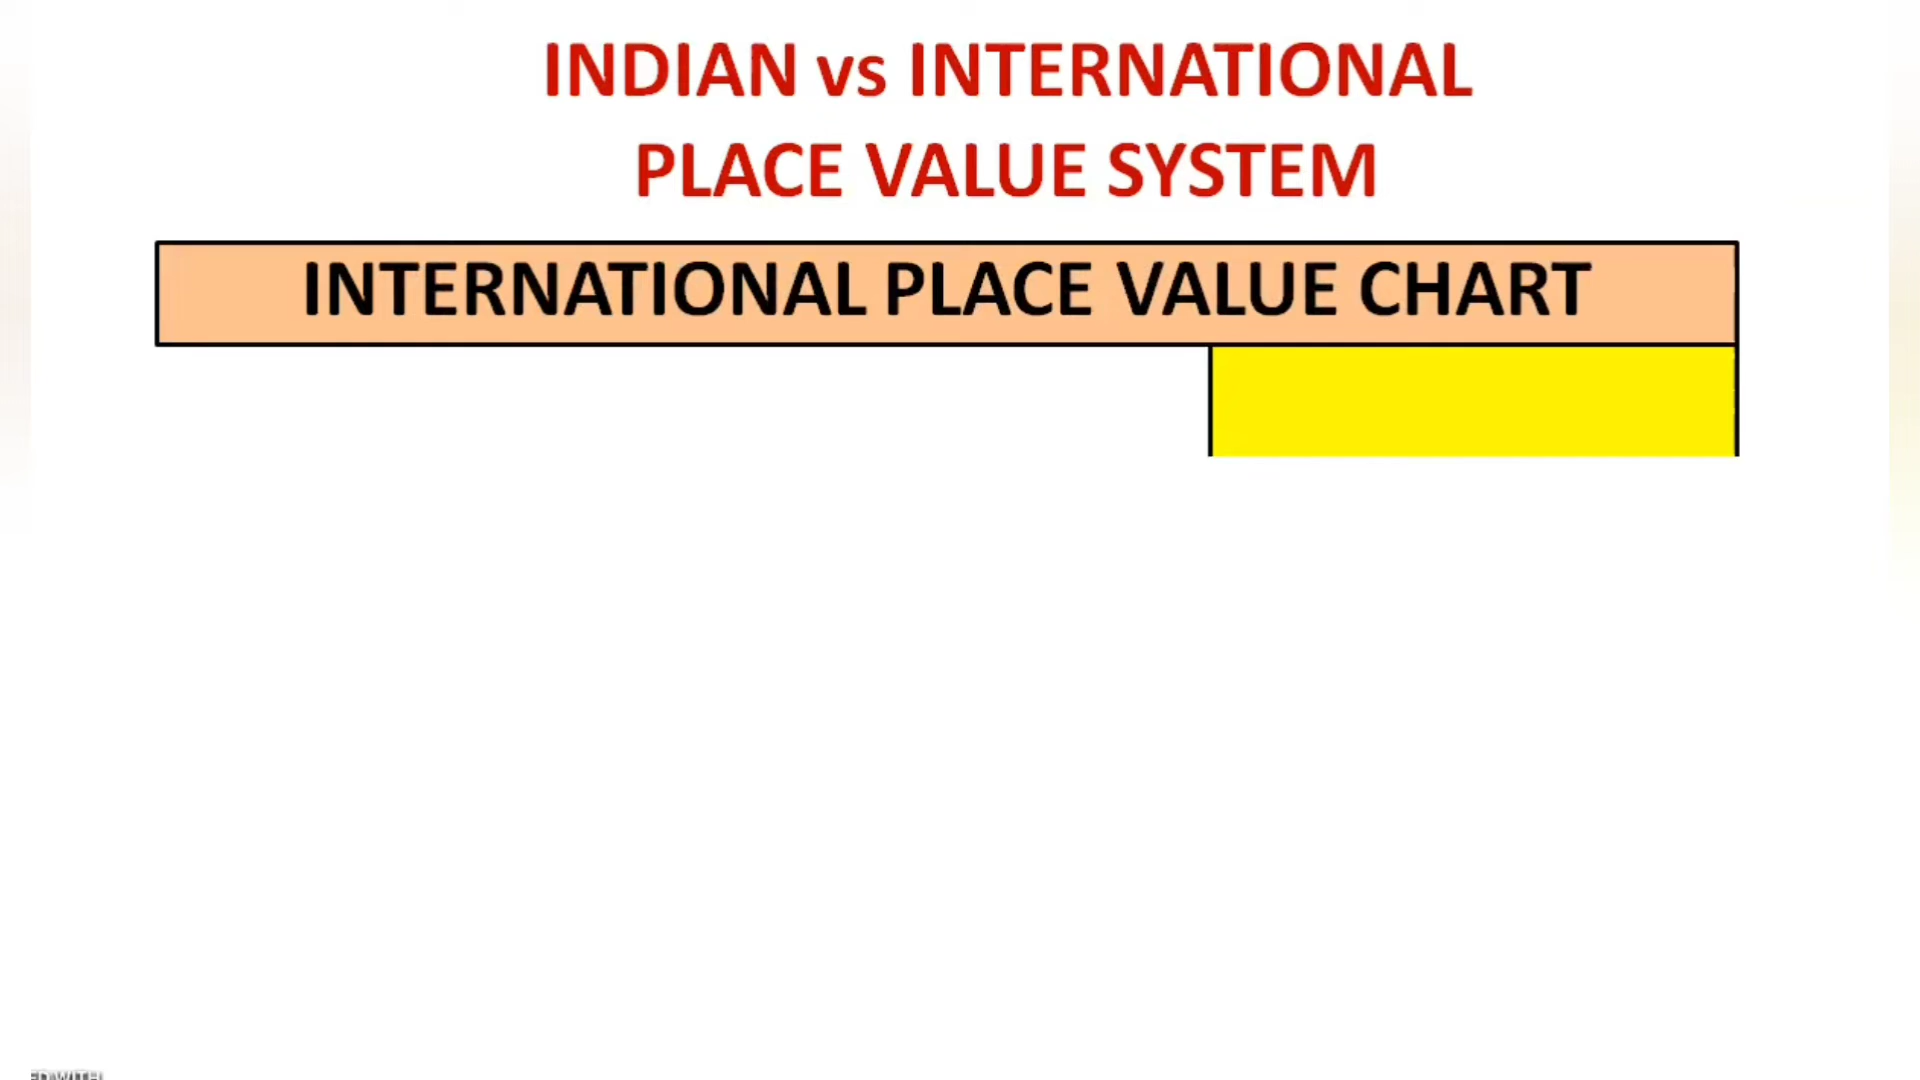 INDIAN vs INTERNATIONAL
PLACE VALUE SYSTEM
INTERNATIONAL PLACE VALUE CHART